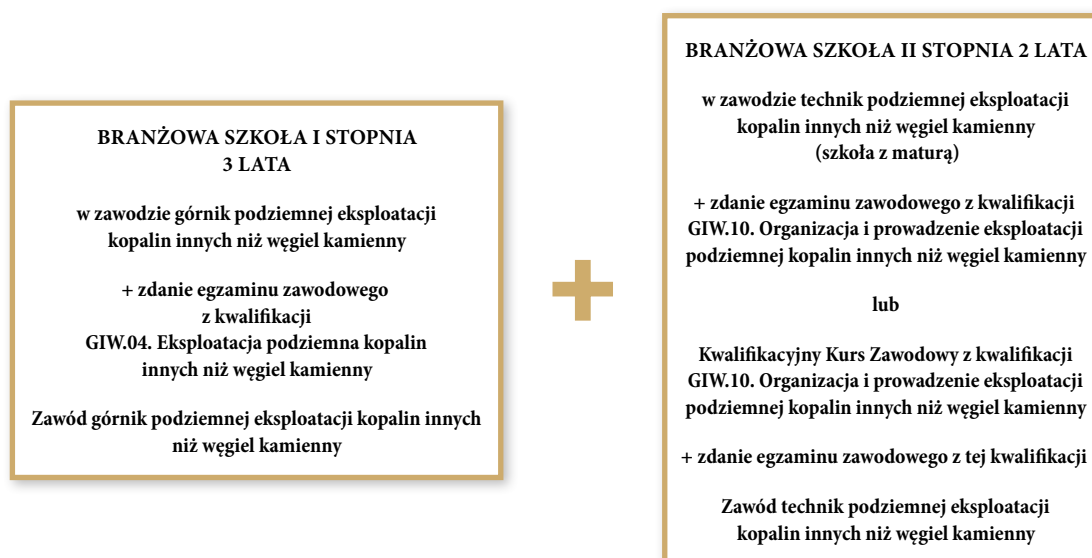 BRANŻOWA SZKOŁA I STOPNIA
3 LATA
w zawodzie górnik podziemnej eksploatacji
kopalin innych niż węgiel kamienny
+ zdanie egzaminu zawodowego
z kwalifikacji
GIW.04. Eksploatacja podziemna kopalin
innych niż węgiel kamienny
Zawód górnik podziemnej eksploatacji kopalin innych
niż węgiel kamienny
+
BRANŻOWA SZKOŁA II STOPNIA 2 LATA
w zawodzie technik podziemnej eksploatacji
kopalin innych niż węgiel kamienny
(szkoła z maturą)
+ zdanie egzaminu zawodowego z kwalifikacji
GIW.10. Organizacja i prowadzenie eksploatacji
podziemnej kopalin innych niż węgiel kamienny
lub
Kwalifikacyjny Kurs Zawodowy z kwalifikacji
GIW.10. Organizacja i prowadzenie eksploatacji
podziemnej kopalin innych niż węgiel kamienny
+ zdanie egzaminu zawodowego z tej kwalifikacji
Zawód technik podziemnej eksploatacji
kopalin innych niż węgiel kamienny